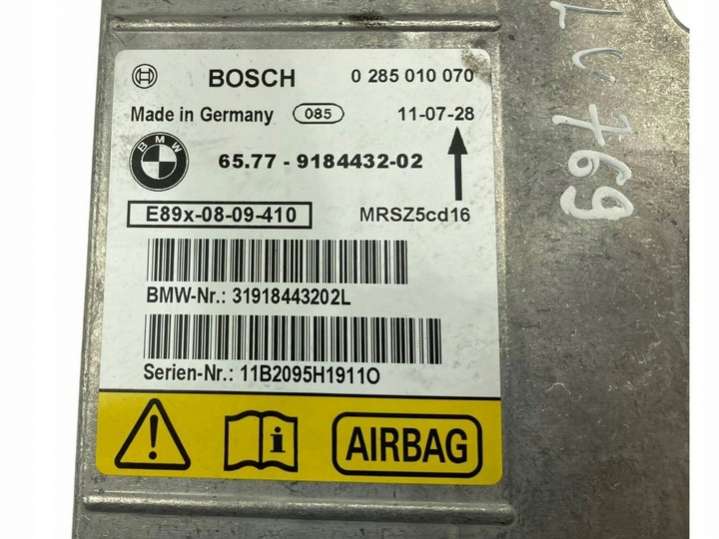 BOSCH 0 285 010 070
Made in Germany 085 11-07-28
BMW 65.77 - 9184432-02
E89x-08-09-410 MRSZ5cd16
BMW-Nr.: 31918443202L
Serien-Nr.: 11B2095H1911O
AIRBAG
769